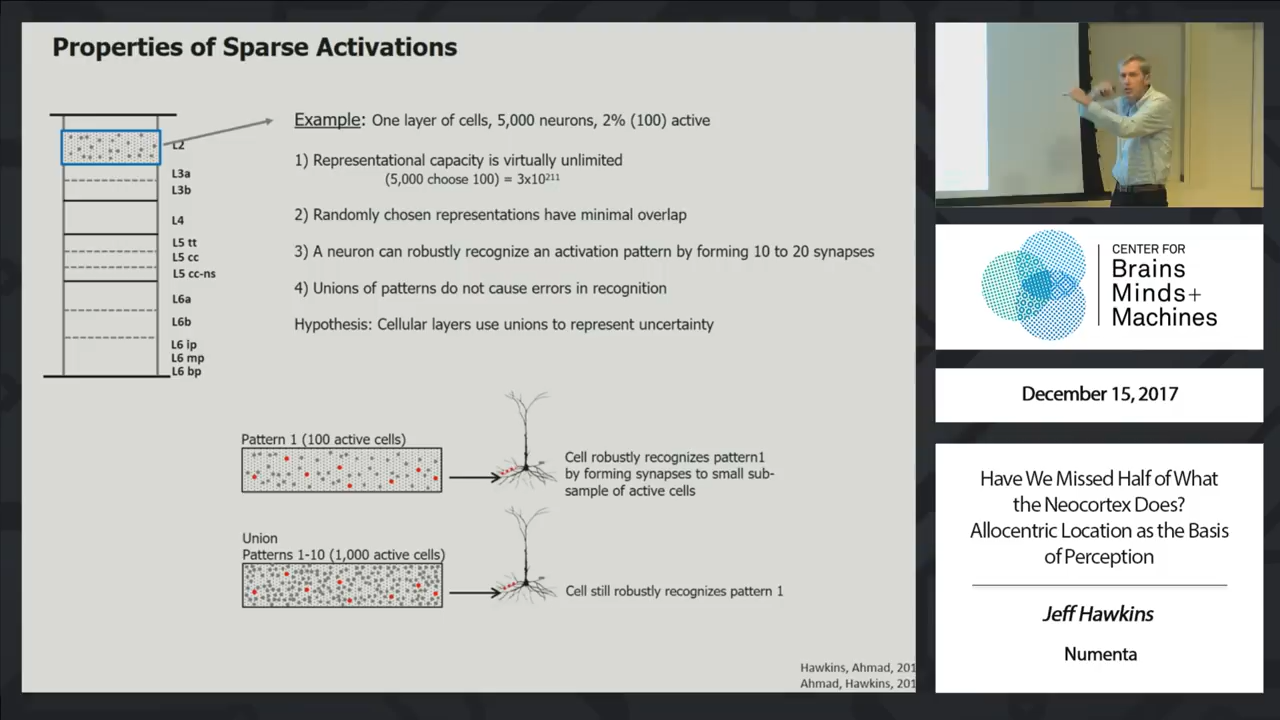 Properties of Sparse Activations
L2
L3a
L3b
L4
L5 tt
L5 cc
L5 cc-ns
L6a
L6b
L6 ip
L6 mp
L6 bp
Example: One layer of cells, 5,000 neurons, 2% (100) active
1) Representational capacity is virtually unlimited
(5,000 choose 100) = 3x10²¹¹
2) Randomly chosen representations have minimal overlap
3) A neuron can robustly recognize an activation pattern by forming 10 to 20 synapses
4) Unions of patterns do not cause errors in recognition
Hypothesis: Cellular layers use unions to represent uncertainty
Pattern 1 (100 active cells)
Cell robustly recognizes pattern1
by forming synapses to small sub-
sample of active cells
Union
Patterns 1-10 (1,000 active cells)
Cell still robustly recognizes pattern 1
Hawkins, Ahmad, 201
Ahmad, Hawkins, 201
CENTER FOR
Brains
Minds+
Machines
December 15, 2017
Have We Missed Half of What
the Neocortex Does?
Allocentric Location as the Basis
of Perception
Jeff Hawkins
Numenta